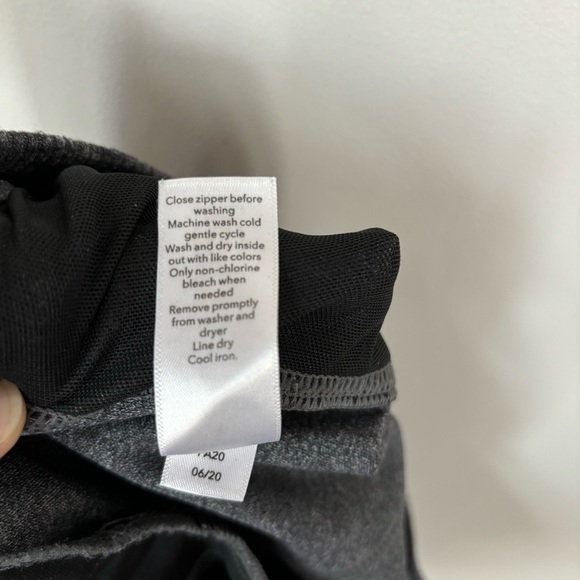 Close zipper before
washing
Machine wash cold
gentle cycle
Wash and dry inside
out with like colors
Only non-chlorine
bleach when
needed
Remove promptly
from washer and
dryer
Line dry
Cool iron.
06/20